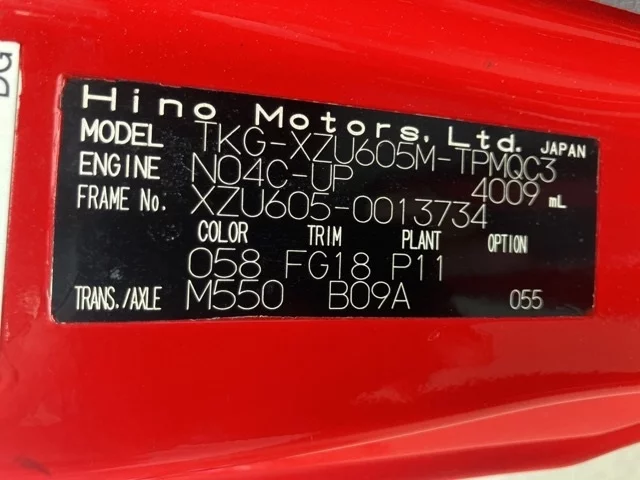 DG
Hino Motors, Ltd. JAPAN
MODEL TKG-XZU605M-TPMQC3
ENGINE N04C-UP 4009 mL
FRAME No. XZU605-0013734
COLOR TRIM PLANT OPTION
058 FG18 P11
TRANS./AXLE M550 B09A 055